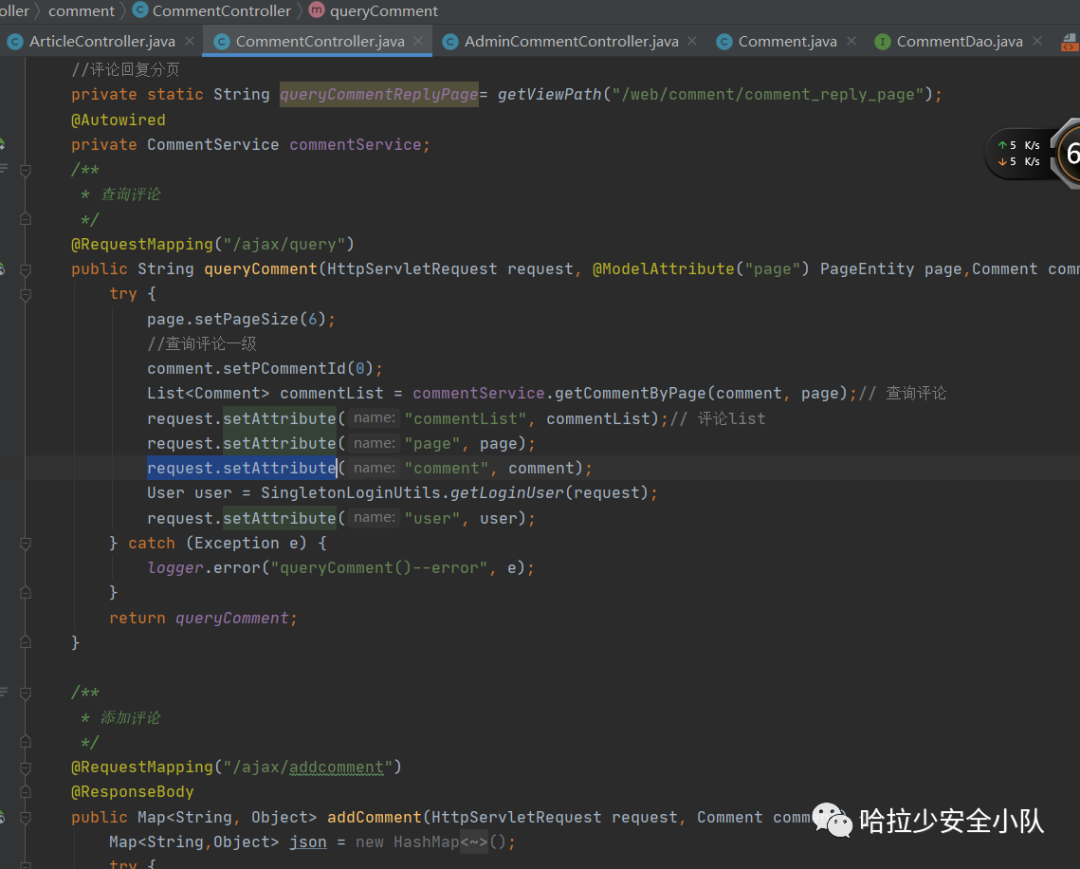 oller 〉 comment 〉 C CommentController 〉 m queryComment
C ArticleController.java × C CommentController.java × C AdminCommentController.java × C Comment.java × I CommentDao.java ×
//评论回复分页
private static String queryCommentReplyPage= getViewPath("/web/comment/comment_reply_page");
@Autowired
private CommentService commentService;
/**
* 查询评论
*/
@RequestMapping("/ajax/query")
public String queryComment(HttpServletRequest request, @ModelAttribute("page") PageEntity page,Comment comm
try {
page.setPageSize(6);
//查询评论一级
comment.setPCommentId(0);
List<Comment> commentList = commentService.getCommentByPage(comment, page);// 查询评论
request.setAttribute( name: "commentList", commentList);// 评论list
request.setAttribute( name: "page", page);
request.setAttribute( name: "comment", comment);
User user = SingletonLoginUtils.getLoginUser(request);
request.setAttribute( name: "user", user);
} catch (Exception e) {
logger.error("queryComment()--error", e);
}
return queryComment;
}
/**
* 添加评论
*/
@RequestMapping("/ajax/addcomment")
@ResponseBody
public Map<String, Object> addComment(HttpServletRequest request, Comment comm
Map<String,Object> json = new HashMap<~>();
try {
↑ 5 K/s
↓ 5 K/s
6
哈拉少安全小队